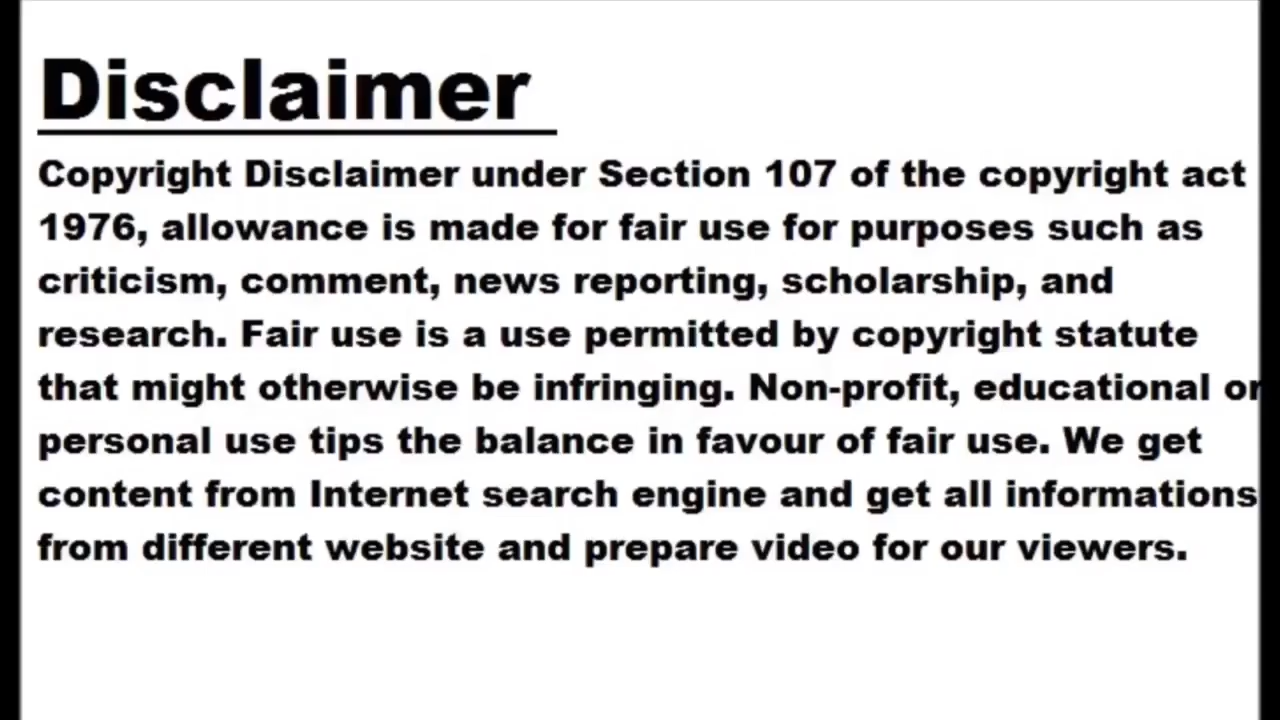 Disclaimer
Copyright Disclaimer under Section 107 of the copyright act
1976, allowance is made for fair use for purposes such as
criticism, comment, news reporting, scholarship, and
research. Fair use is a use permitted by copyright statute
that might otherwise be infringing. Non-profit, educational or
personal use tips the balance in favour of fair use. We get
content from Internet search engine and get all informations
from different website and prepare video for our viewers.